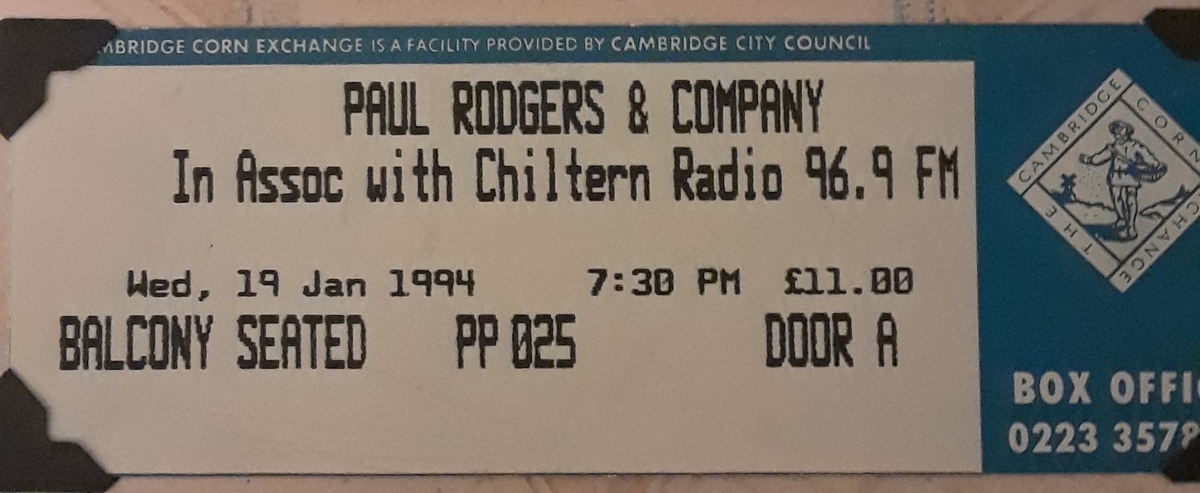 MBRIDGE CORN EXCHANGE IS A FACILITY PROVIDED BY CAMBRIDGE CITY COUNCIL
PAUL RODGERS & COMPANY
In Assoc with Chiltern Radio 96.9 FM
Wed, 19 Jan 1994 7:30 PM £11.00
BALCONY SEATED PP 025 DOOR A
THE CAMBRIDGE CORN
CHANGE
BOX OFFI
0223 3578